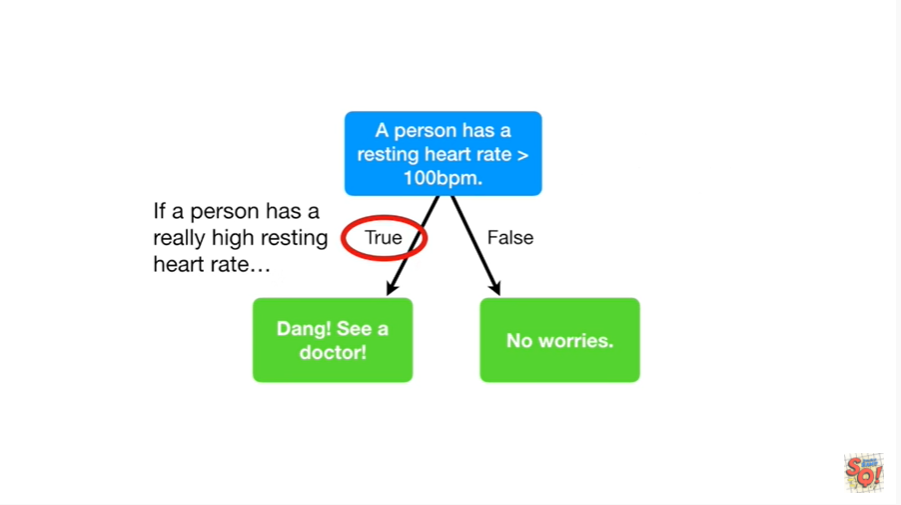 A person has a
resting heart rate >
100bpm.
If a person has a
really high resting
heart rate…
True
False
Dang! See a
doctor!
No worries.
SQ!